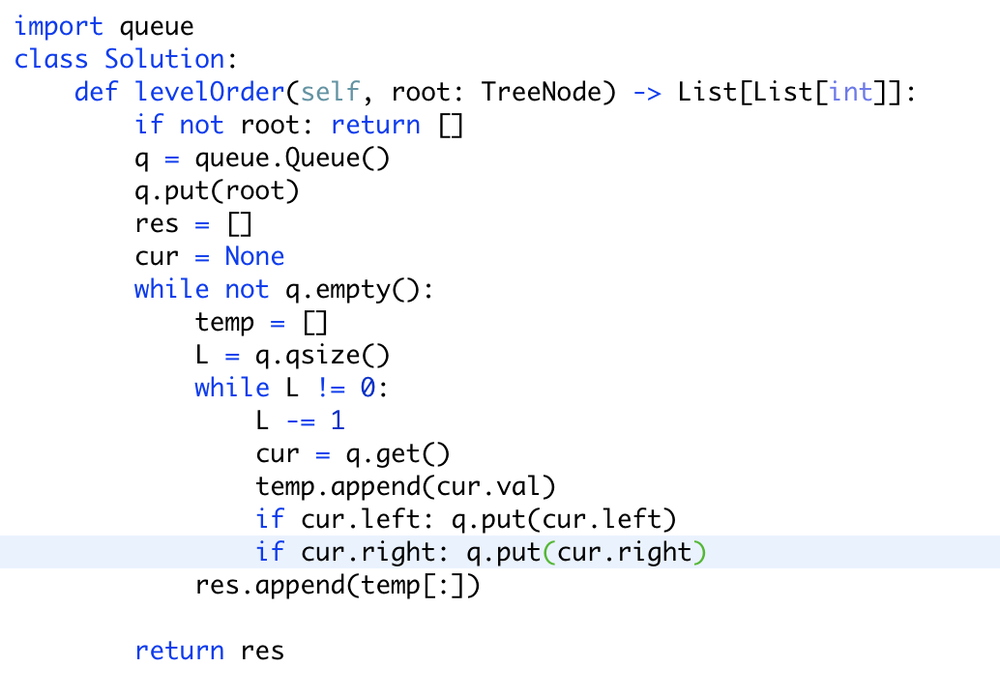 import queue
class Solution:
    def levelOrder(self, root: TreeNode) -> List[List[int]]:
        if not root: return []
        q = queue.Queue()
        q.put(root)
        res = []
        cur = None
        while not q.empty():
            temp = []
            L = q.qsize()
            while L != 0:
                L -= 1
                cur = q.get()
                temp.append(cur.val)
                if cur.left: q.put(cur.left)
                if cur.right: q.put(cur.right)
            res.append(temp[:])

        return res